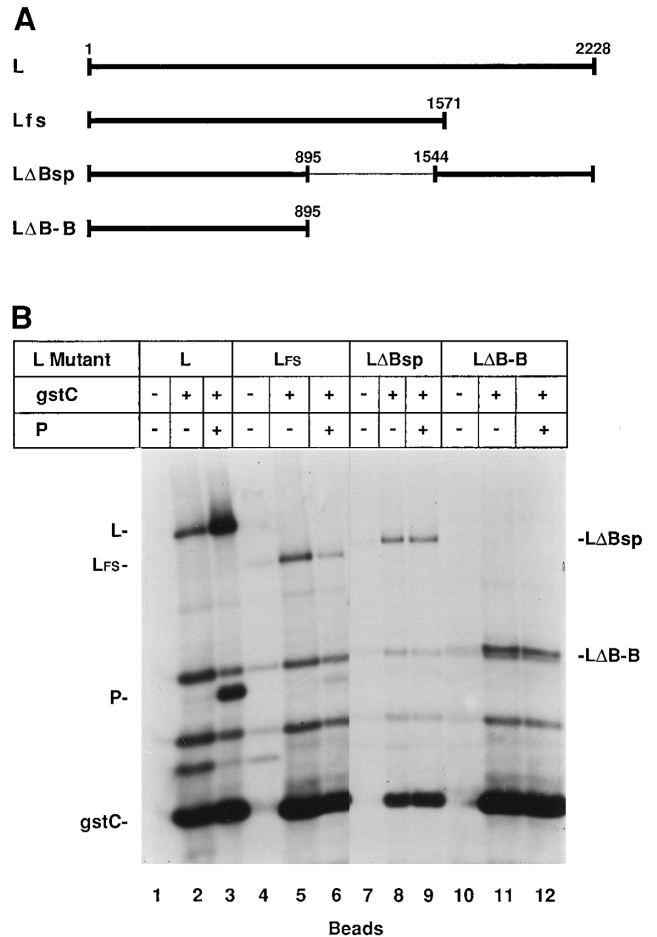 A
1 2228
L
1571
Lfs
895 1544
LΔBsp
895
LΔB-B
B
L Mutant L LFS LΔBsp LΔB-B
gstC - + + - + + - + + - + +
P - - + - - + - - + - - +
L-
-LΔBsp
LFS-
-LΔB-B
P-
gstC-
1 2 3 4 5 6 7 8 9 10 11 12
Beads